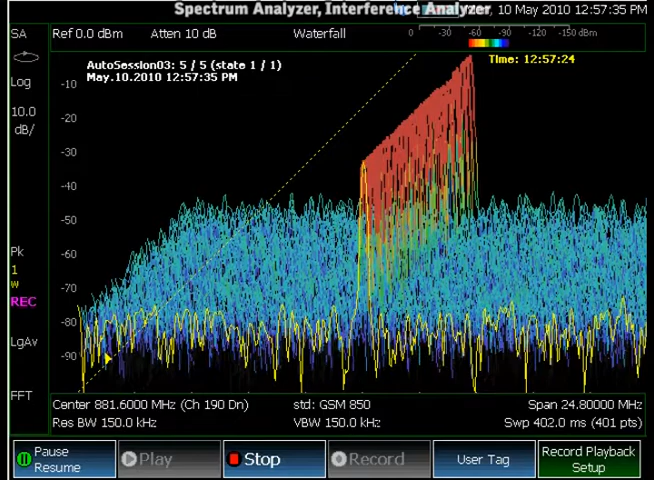 Spectrum Analyzer, Interference Analyzer
10 May 2010 12:57:35 PM
SA
Ref 0.0 dBm
Atten 10 dB
Waterfall
0 -30 -60 -90 -120 -150 dBm
AutoSession03: 5 / 5 (state 1 / 1)
May.10.2010 12:57:35 PM
Time: 12:57:24
Log
10.0
dB/
-10
-20
-30
-40
-50
-60
-70
-80
-90
Pk
1
W
REC
LgAv
FFT
Center 881.6000 MHz (Ch 190 Dn)
std: GSM 850
Span 24.80000 MHz
Res BW 150.0 kHz
VBW 150.0 kHz
Swp 402.0 ms (401 pts)
Pause
Resume
Play
Stop
Record
User Tag
Record Playback
Setup